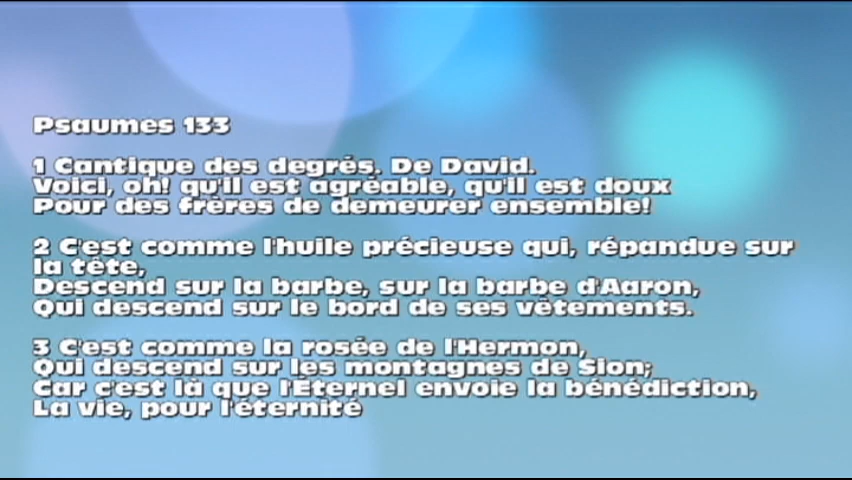 Psaumes 133
1 Cantique des degrés. De David.
Voici, oh! qu'il est agréable, qu'il est doux
Pour des frères de demeurer ensemble!
2 C'est comme l'huile précieuse qui, répandue sur
la tête,
Descend sur la barbe, sur la barbe d'Aaron,
Qui descend sur le bord de ses vêtements.
3 C'est comme la rosée de l'Hermon,
Qui descend sur les montagnes de Sion;
Car c'est là que l'Eternel envoie la bénédiction,
La vie, pour l'éternité